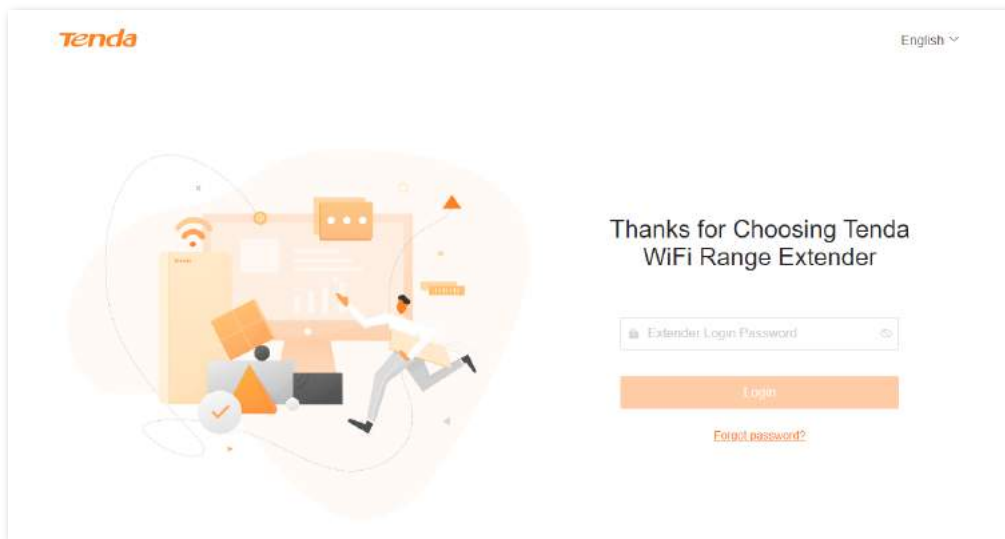 Tenda
English
Thanks for Choosing Tenda
WiFi Range Extender
Extender Login Password
Login
Forgot password?